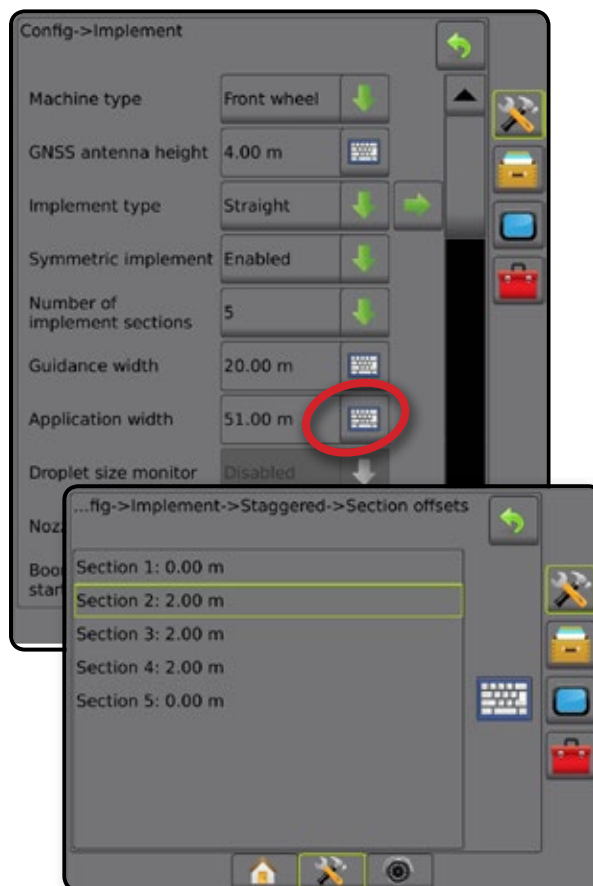 Config->Implement
Machine type Front wheel
GNSS antenna height 4.00 m
Implement type Straight
Symmetric implement Enabled
Number of
implement sections 5
Guidance width 20.00 m
Application width 51.00 m
Droplet size monitor Disabled
...fig->Implement->Staggered->Section offsets
Section 1: 0.00 m
Section 2: 2.00 m
Section 3: 2.00 m
Section 4: 2.00 m
Section 5: 0.00 m